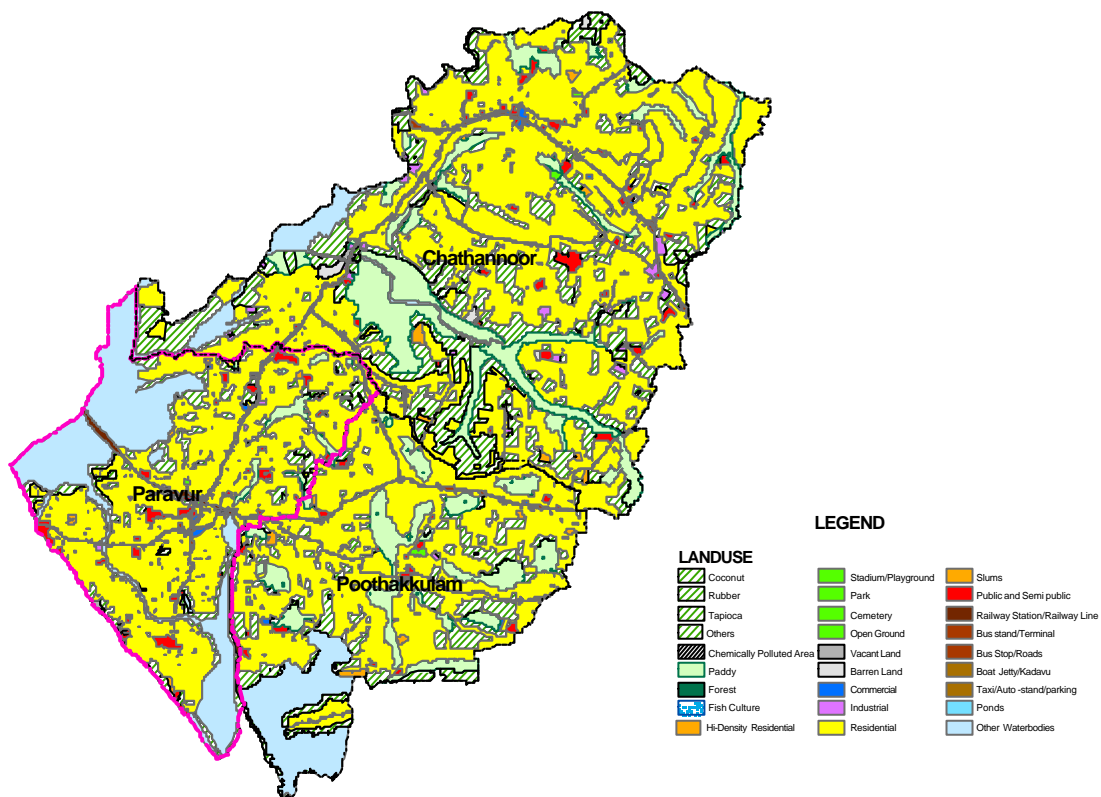 Chathannoor
Paravur
Poothakkulam
LEGEND
LANDUSE
Coconut
Rubber
Tapioca
Others
Chemically Polluted Area
Paddy
Forest
Fish Culture
Hi-Density Residential
Stadium/Playground
Park
Cemetery
Open Ground
Vacant Land
Barren Land
Commercial
Industrial
Residential
Slums
Public and Semi public
Railway Station/Railway Line
Bus stand/Terminal
Bus Stop/Roads
Boat Jetty/Kadavu
Taxi/Auto -stand/parking
Ponds
Other Waterbodies